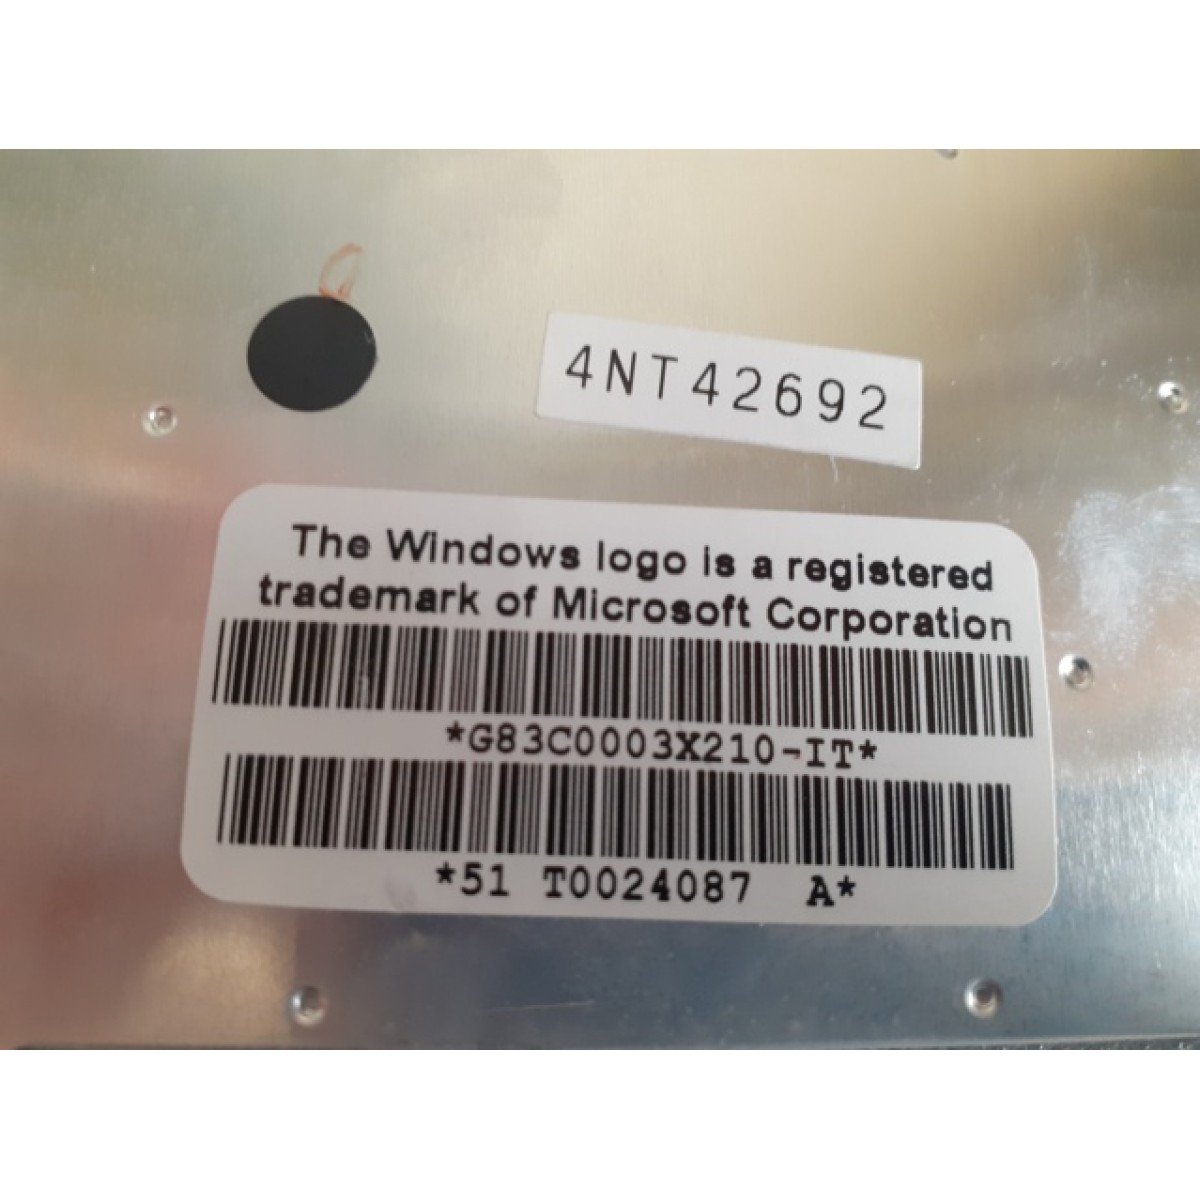 4NT42692
The Windows logo is a registered
trademark of Microsoft Corporation
*G83C0003X210-IT*
*51 T0024087 A*